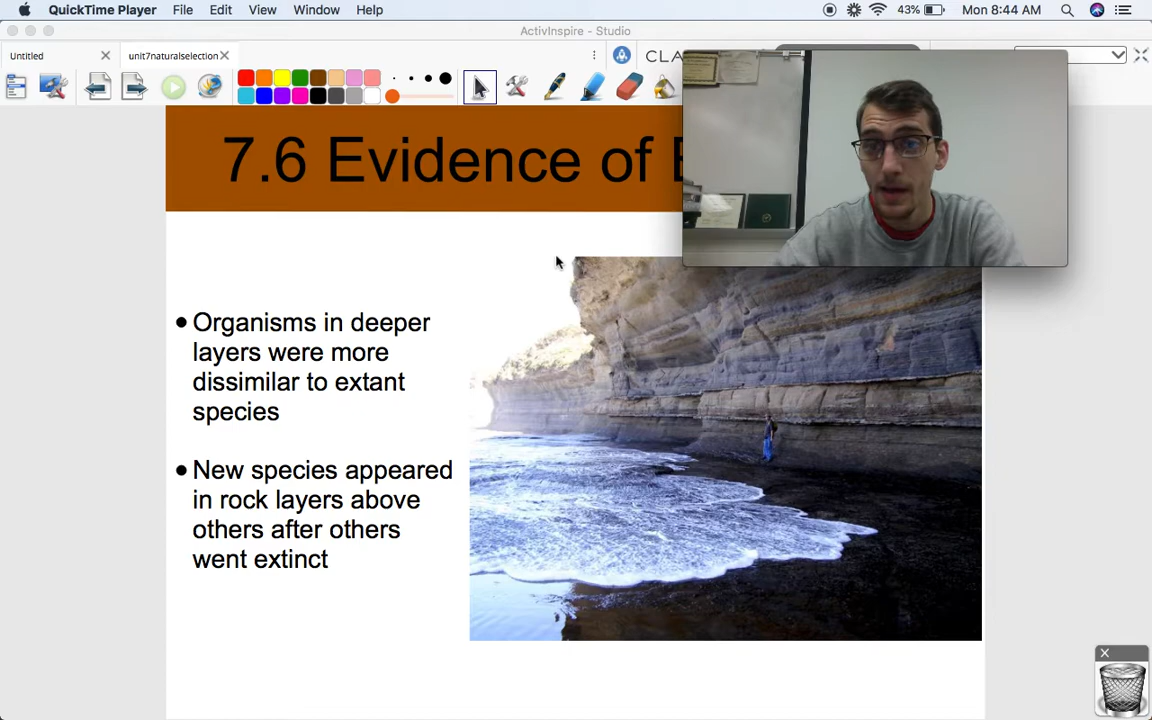 QuickTime Player File Edit View Window Help 43% Mon 8:44 AM
ActivInspire - Studio
Untitled unit7naturalselection
CLA
7.6 Evidence of
● Organisms in deeper
layers were more
dissimilar to extant
species
● New species appeared
in rock layers above
others after others
went extinct